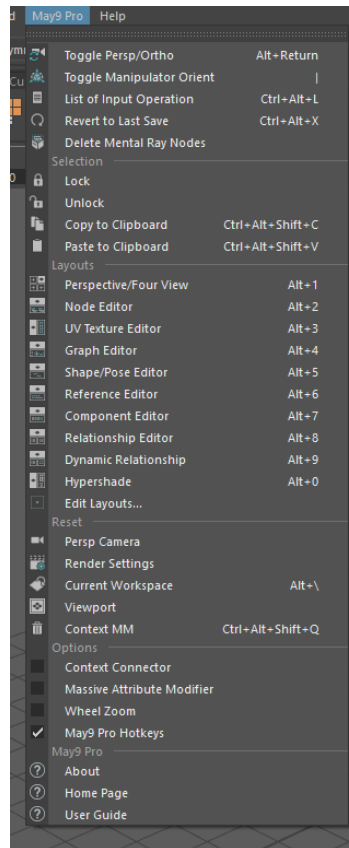 d May9 Pro Help
Toggle Persp/Ortho Alt+Return
Toggle Manipulator Orient |
List of Input Operation Ctrl+Alt+L
Revert to Last Save Ctrl+Alt+X
Delete Mental Ray Nodes
Selection
Lock
Unlock
Copy to Clipboard Ctrl+Alt+Shift+C
Paste to Clipboard Ctrl+Alt+Shift+V
Layouts
Perspective/Four View Alt+1
Node Editor Alt+2
UV Texture Editor Alt+3
Graph Editor Alt+4
Shape/Pose Editor Alt+5
Reference Editor Alt+6
Component Editor Alt+7
Relationship Editor Alt+8
Dynamic Relationship Alt+9
Hypershade Alt+0
Edit Layouts...
Reset
Persp Camera
Render Settings
Current Workspace Alt+\
Viewport
Context MM Ctrl+Alt+Shift+Q
Options
Context Connector
Massive Attribute Modifier
Wheel Zoom
May9 Pro Hotkeys
May9 Pro
About
Home Page
User Guide